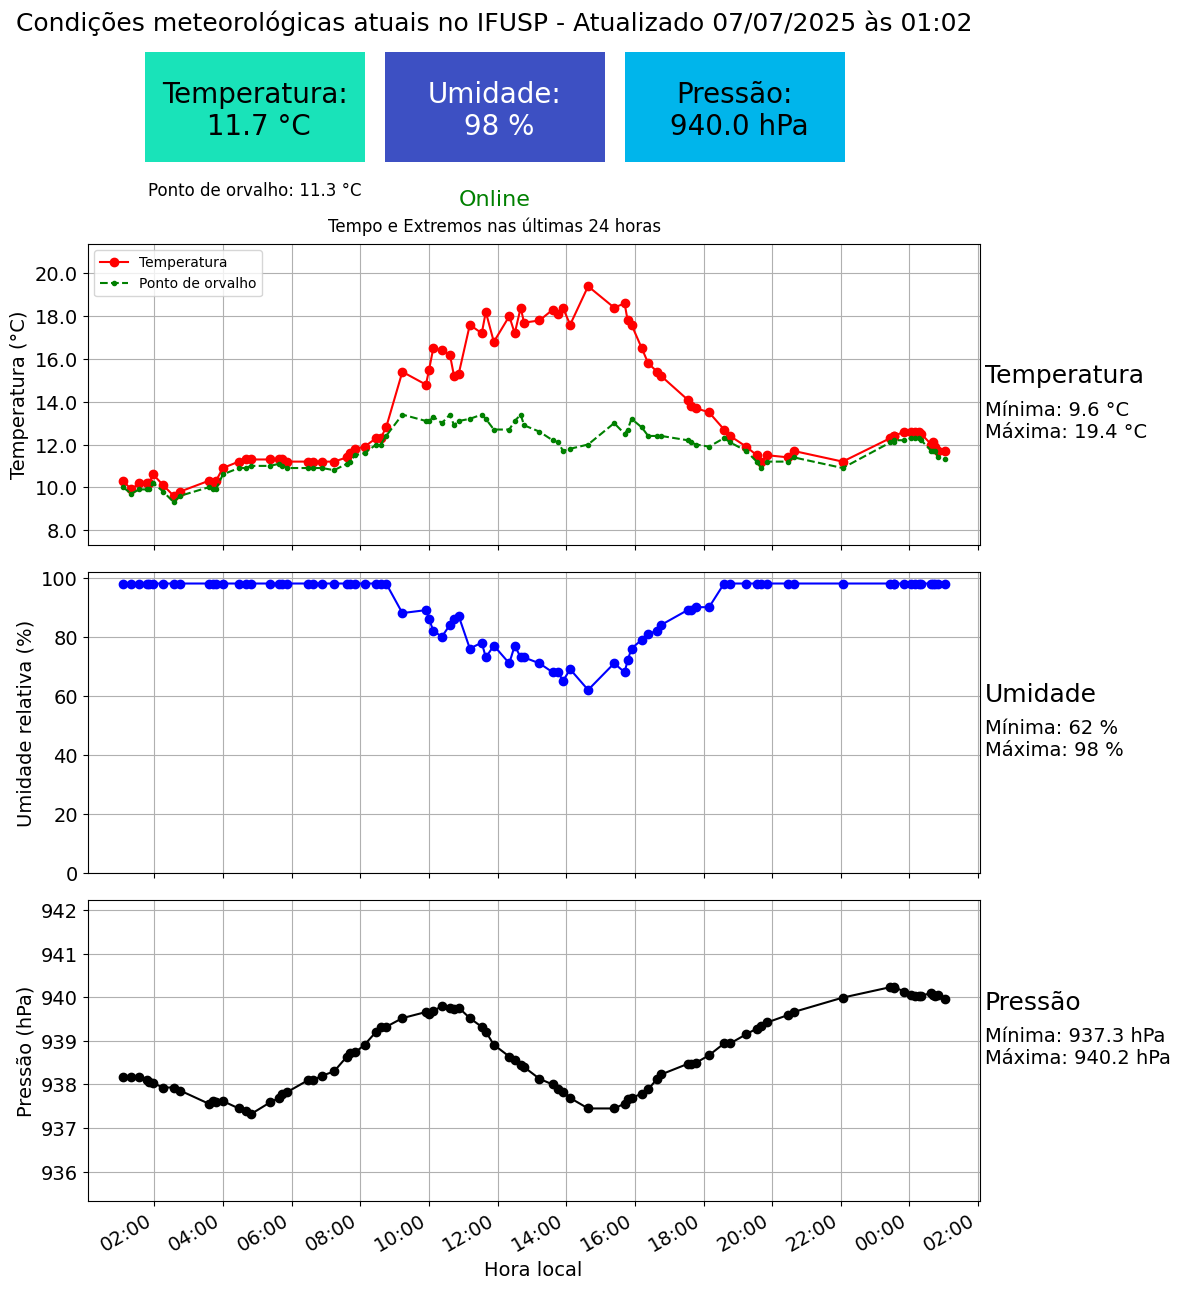 Condições meteorológicas atuais no IFUSP - Atualizado 07/07/2025 às 01:02
Temperatura:
11.7 °C
Umidade:
98 %
Pressão:
940.0 hPa
Ponto de orvalho: 11.3 °C
Online
Tempo e Extremos nas últimas 24 horas
Temperatura
Ponto de orvalho
Temperatura (°C)
20.0
18.0
16.0
14.0
12.0
10.0
8.0
Temperatura
Mínima: 9.6 °C
Máxima: 19.4 °C
Umidade relativa (%)
100
80
60
40
20
0
Umidade
Mínima: 62 %
Máxima: 98 %
Pressão (hPa)
942
941
940
939
938
937
936
Pressão
Mínima: 937.3 hPa
Máxima: 940.2 hPa
02:00
04:00
06:00
08:00
10:00
12:00
14:00
16:00
18:00
20:00
22:00
00:00
02:00
Hora local